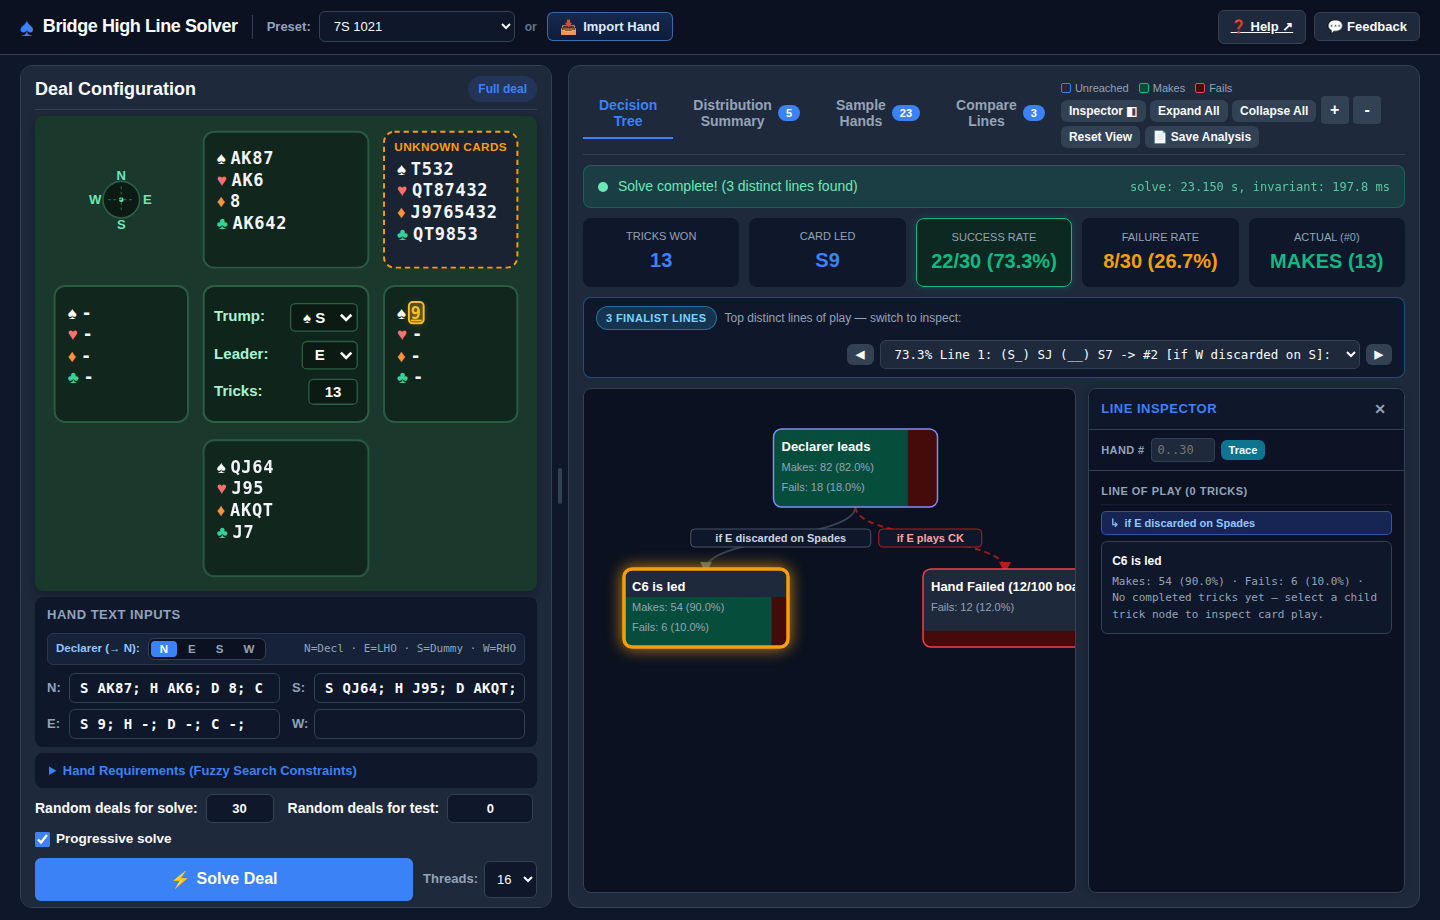 ♠ Bridge High Line Solver
Preset: 7S 1021 or 📥 Import Hand
❓ Help ↗ 💬 Feedback
Deal Configuration
Full deal
N
W E
S
♠ AK87
♥ AK6
♦ 8
♣ AK642
UNKNOWN CARDS
♠ T532
♥ QT87432
♦ J9765432
♣ QT9853
♠ -
♥ -
♦ -
♣ -
Trump: ♠ S
Leader: E
Tricks: 13
♠ 9
♥ -
♦ -
♣ -
♠ QJ64
♥ J95
♦ AKQT
♣ J7
HAND TEXT INPUTS
Declarer (→ N): N E S W N=Decl · E=LHO · S=Dummy · W=RHO
N: S AK87; H AK6; D 8; C
S: S QJ64; H J95; D AKQT;
E: S 9; H -; D -; C -;
W:
▶ Hand Requirements (Fuzzy Search Constraints)
Random deals for solve: 30 Random deals for test: 0
Progressive solve
⚡ Solve Deal
Threads: 16
Decision Tree
Distribution Summary 5
Sample Hands 23
Compare Lines 3
Unreached Makes Fails
Inspector ◧ Expand All Collapse All + -
Reset View 📄 Save Analysis
Solve complete! (3 distinct lines found)
solve: 23.150 s, invariant: 197.8 ms
TRICKS WON
13
CARD LED
S9
SUCCESS RATE
22/30 (73.3%)
FAILURE RATE
8/30 (26.7%)
ACTUAL (#0)
MAKES (13)
3 FINALIST LINES Top distinct lines of play — switch to inspect:
◀ 73.3% Line 1: (S_) SJ (__) S7 -> #2 [if W discarded on S]: ▶
Declarer leads
Makes: 82 (82.0%)
Fails: 18 (18.0%)
if E discarded on Spades
if E plays CK
C6 is led
Makes: 54 (90.0%)
Fails: 6 (10.0%)
Hand Failed (12/100 boa
Fails: 12 (12.0%)
LINE INSPECTOR ✕
HAND # 0..30 Trace
LINE OF PLAY (0 TRICKS)
↳ if E discarded on Spades
C6 is led
Makes: 54 (90.0%) · Fails: 6 (10.0%) ·
No completed tricks yet — select a child
trick node to inspect card play.